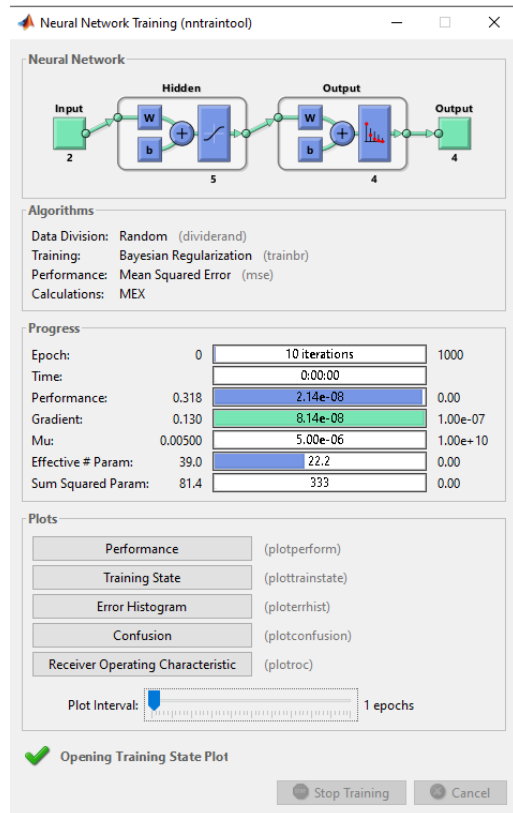 Neural Network Training (nntraintool)
Neural Network
Hidden Output
Input Output
W W
b b
2 5 4 4
Algorithms
Data Division: Random (dividerand)
Training: Bayesian Regularization (trainbr)
Performance: Mean Squared Error (mse)
Calculations: MEX
Progress
Epoch: 0 10 iterations 1000
Time: 0:00:00
Performance: 0.318 2.14e-08 0.00
Gradient: 0.130 8.14e-08 1.00e-07
Mu: 0.00500 5.00e-06 1.00e+10
Effective # Param: 39.0 22.2 0.00
Sum Squared Param: 81.4 333 0.00
Plots
Performance (plotperform)
Training State (plottrainstate)
Error Histogram (ploterrhist)
Confusion (plotconfusion)
Receiver Operating Characteristic (plotroc)
Plot Interval: 1 epochs
Opening Training State Plot
Stop Training Cancel